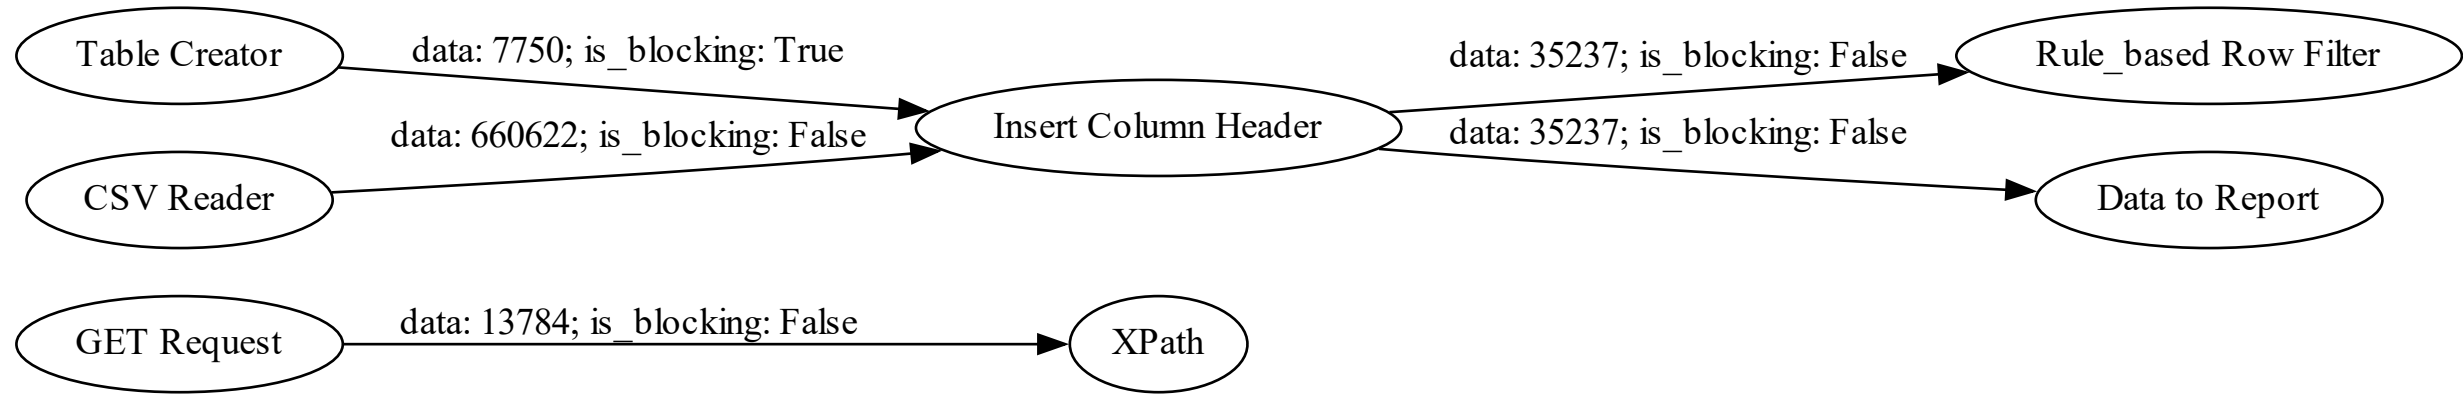 Table Creator
data: 7750; is_blocking: True
data: 35237; is_blocking: False
Rule_based Row Filter
Insert Column Header
data: 660622; is_blocking: False
data: 35237; is_blocking: False
CSV Reader
Data to Report
GET Request
data: 13784; is_blocking: False
XPath